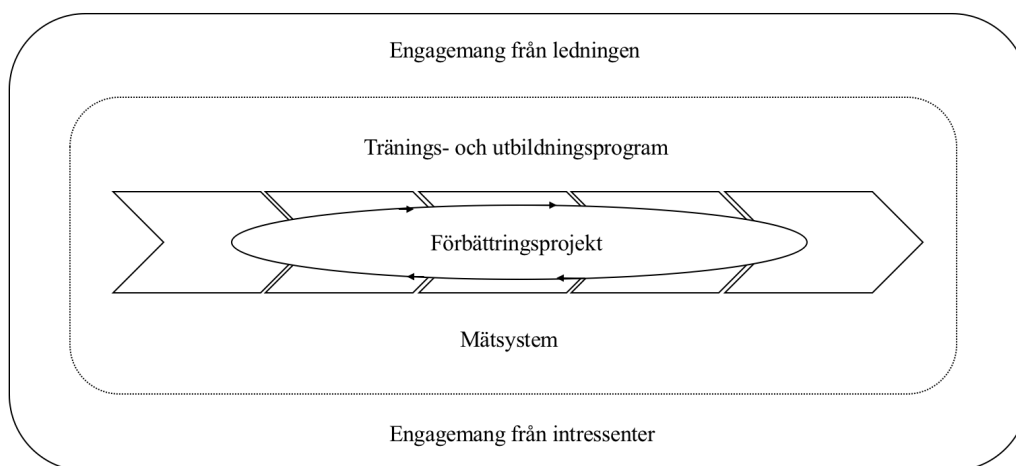 Engagemang från ledningen
Tränings- och utbildningsprogram
Förbättringsprojekt
Mätsystem
Engagemang från intressenter